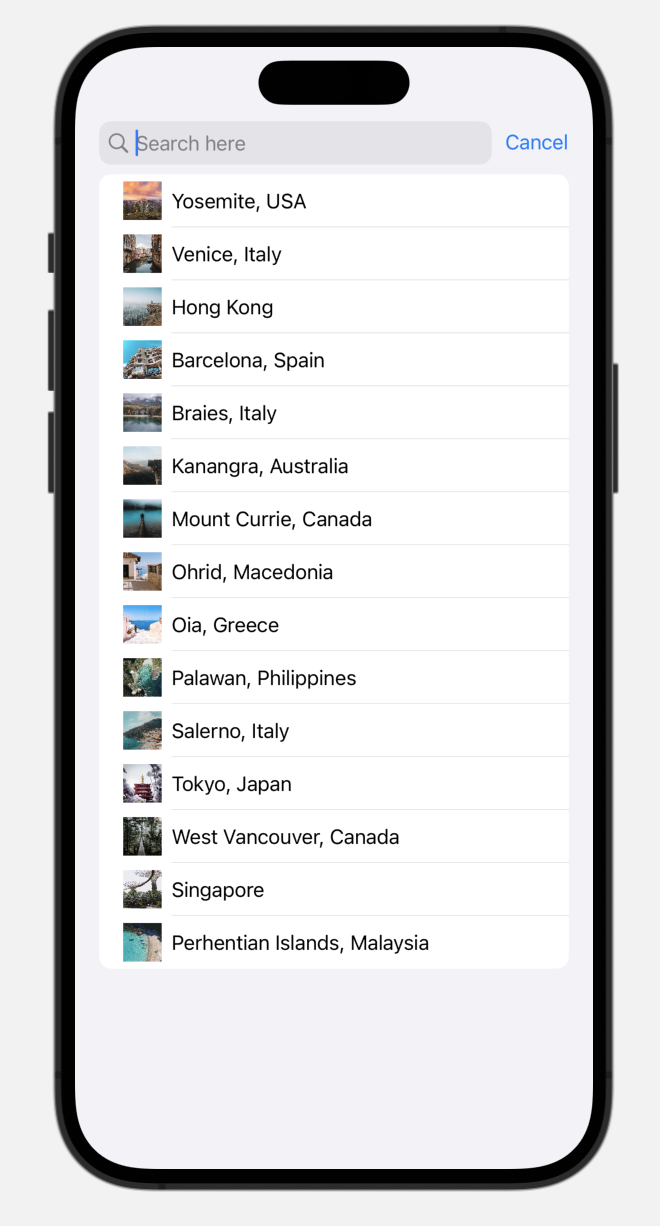 Search here
Cancel
Yosemite, USA
Venice, Italy
Hong Kong
Barcelona, Spain
Braies, Italy
Kanangra, Australia
Mount Currie, Canada
Ohrid, Macedonia
Oia, Greece
Palawan, Philippines
Salerno, Italy
Tokyo, Japan
West Vancouver, Canada
Singapore
Perhentian Islands, Malaysia